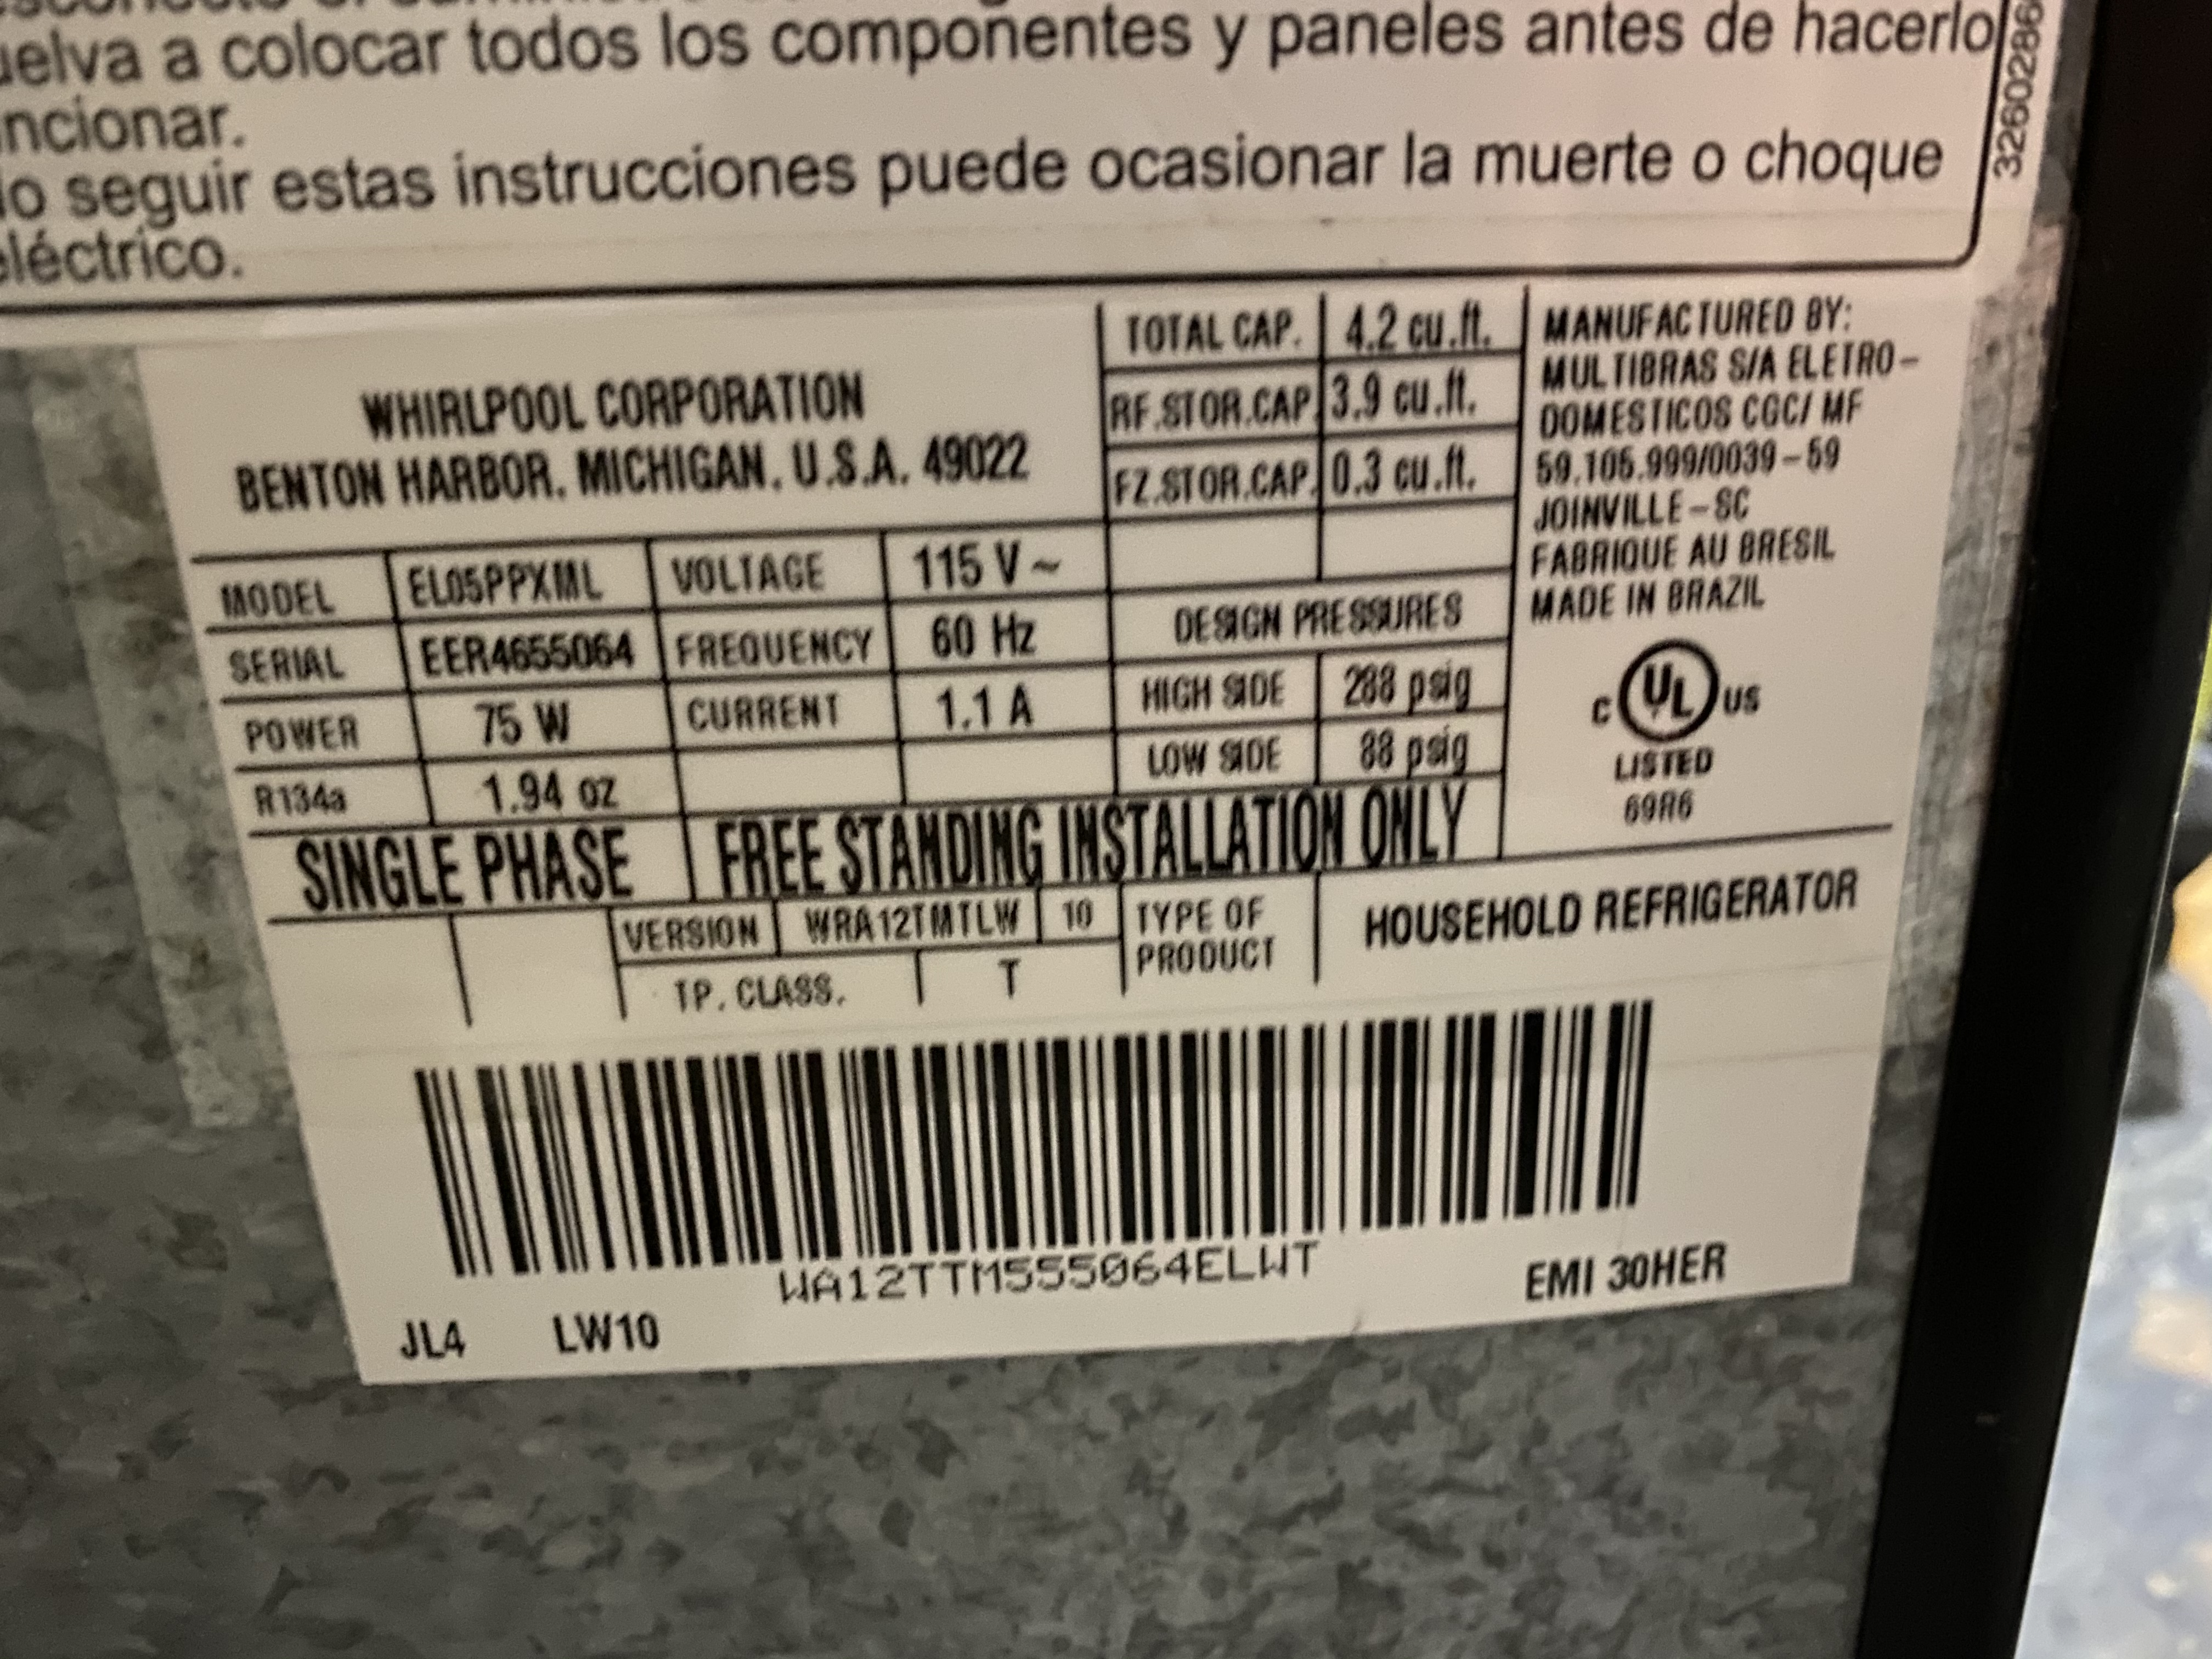 uelva a colocar todos los componentes y paneles antes de hacerlo
ncionar.
lo seguir estas instrucciones puede ocasionar la muerte o choque
eléctrico.
32602886
WHIRLPOOL CORPORATION
BENTON HARBOR, MICHIGAN, U.S.A. 49022
TOTAL CAP. 4.2 cu.ft.
RF.STOR.CAP. 3.9 cu.ft.
FZ.STOR.CAP. 0.3 cu.ft.
MANUFACTURED BY:
MULTIBRAS S/A ELETRO-
DOMESTICOS CGC/ MF
59.105.999/0039-59
JOINVILLE-SC
FABRIQUE AU BRESIL
MADE IN BRAZIL
MODEL EL05PPXML VOLTAGE 115 V~
SERIAL EER4655064 FREQUENCY 60 Hz
POWER 75 W CURRENT 1.1 A
R134a 1.94 oz
DESIGN PRESSURES
HIGH SIDE 288 psig
LOW SIDE 88 psig
C UL US
LISTED
69R6
SINGLE PHASE FREE STANDING INSTALLATION ONLY
VERSION WRA12TMTLW 10
TP. CLASS. T
TYPE OF
PRODUCT
HOUSEHOLD REFRIGERATOR
WA12TTM555064ELWT
JL4 LW10 EMI 30HER